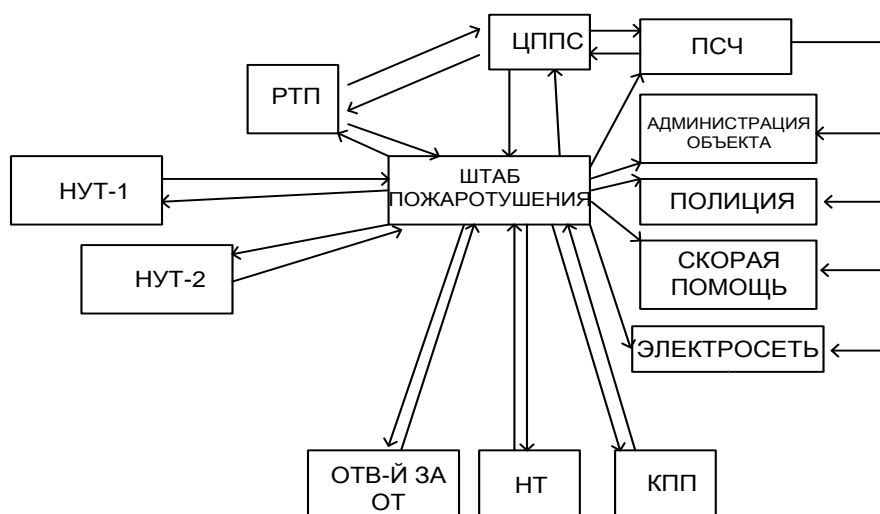 ЦППС
ПСЧ
РТП
АДМИНИСТРАЦИЯ
ОБЪЕКТА
ШТАБ
ПОЖАРОТУШЕНИЯ
НУТ-1
ПОЛИЦИЯ
НУТ-2
СКОРАЯ
ПОМОЩЬ
ЭЛЕКТРОСЕТЬ
ОТВ-Й ЗА
ОТ
НТ
КПП